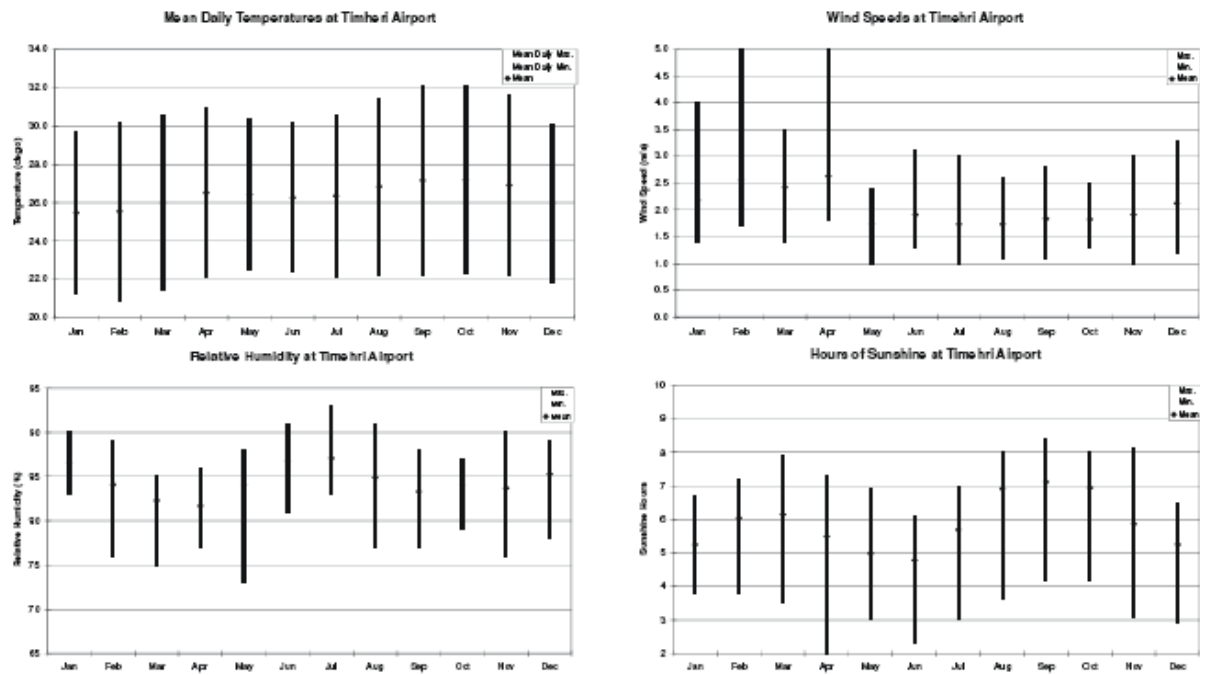 Mean Daily Temperatures at Timheri Airport
34.0
32.0
30.0
28.0
26.0
24.0
22.0
20.0
Temperature (degs)
Mean Daily Max.
Mean Daily Min.
Mean
Jan Feb Mar Apr May Jun Jul Aug Sep Oct Nov Dec
Wind Speeds at Timehri Airport
5.0
4.5
4.0
3.5
3.0
2.5
2.0
1.5
1.0
0.5
0.0
Wind Speed (m/s)
Max.
Min.
Mean
Jan Feb Mar Apr May Jun Jul Aug Sep Oct Nov Dec
Relative Humidity at Timehri Airport
95
90
85
80
75
70
65
Relative Humidity (%)
Max.
Min.
Mean
Jan Feb Mar Apr May Jun Jul Aug Sep Oct Nov Dec
Hours of Sunshine at Timehri Airport
10
9
8
7
6
5
4
3
2
Sunshine Hours
Max.
Min.
Mean
Jan Feb Mar Apr May Jun Jul Aug Sep Oct Nov Dec